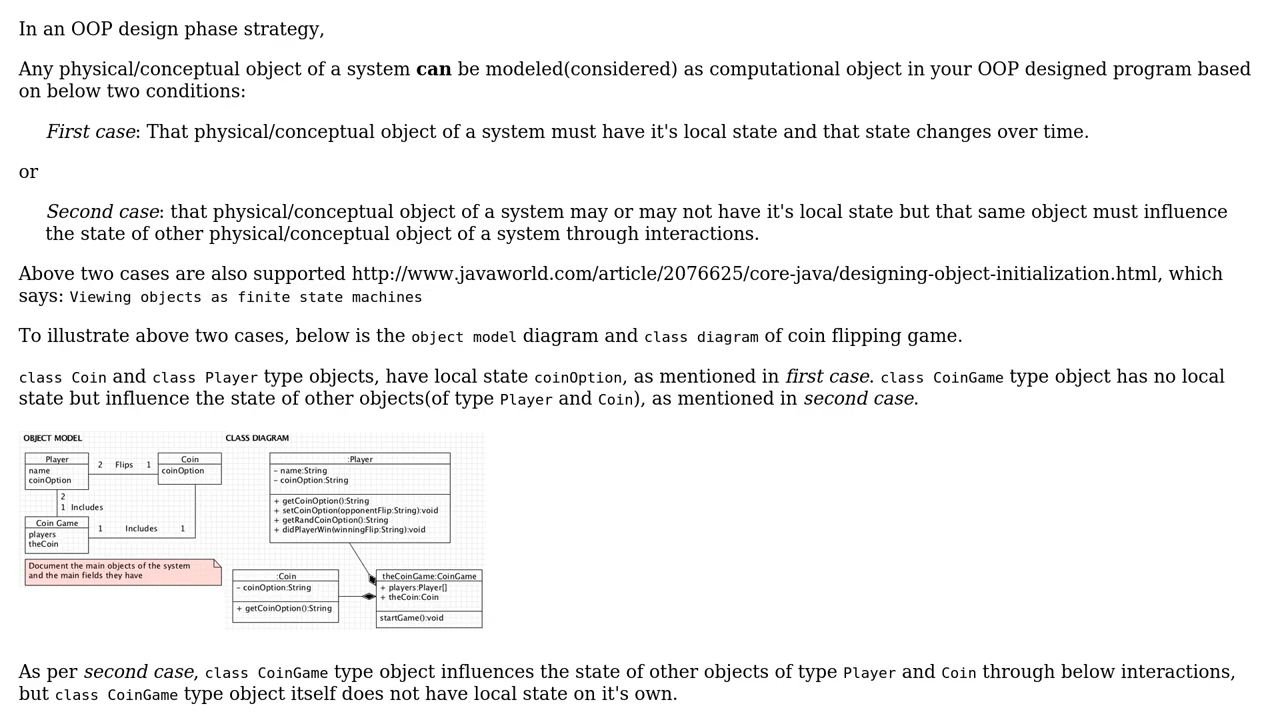 In an OOP design phase strategy,
Any physical/conceptual object of a system can be modeled(considered) as computational object in your OOP designed program based
on below two conditions:
First case: That physical/conceptual object of a system must have it's local state and that state changes over time.
or
Second case: that physical/conceptual object of a system may or may not have it's local state but that same object must influence
the state of other physical/conceptual object of a system through interactions.
Above two cases are also supported http://www.javaworld.com/article/2076625/core-java/designing-object-initialization.html, which
says: Viewing objects as finite state machines
To illustrate above two cases, below is the object model diagram and class diagram of coin flipping game.
class Coin and class Player type objects, have local state coinOption, as mentioned in first case. class CoinGame type object has no local
state but influence the state of other objects(of type Player and Coin), as mentioned in second case.
OBJECT MODEL
Player
name
coinOption
2 Flips 1
Coin
coinOption
2
1 Includes
Coin Game
players
theCoin
1 Includes 1
Document the main objects of the system
and the main fields they have
CLASS DIAGRAM
:Player
- name:String
- coinOption:String
+ getCoinOption():String
+ setCoinOption(opponentFlip:String):void
+ getRandCoinOption():String
+ didPlayerWin(winningFlip:String):void
:Coin
- coinOption:String
+ getCoinOption():String
theCoinGame:CoinGame
+ players:Player[]
+ theCoin:Coin
startGame():void
As per second case, class CoinGame type object influences the state of other objects of type Player and Coin through below interactions,
but class CoinGame type object itself does not have local state on it's own.